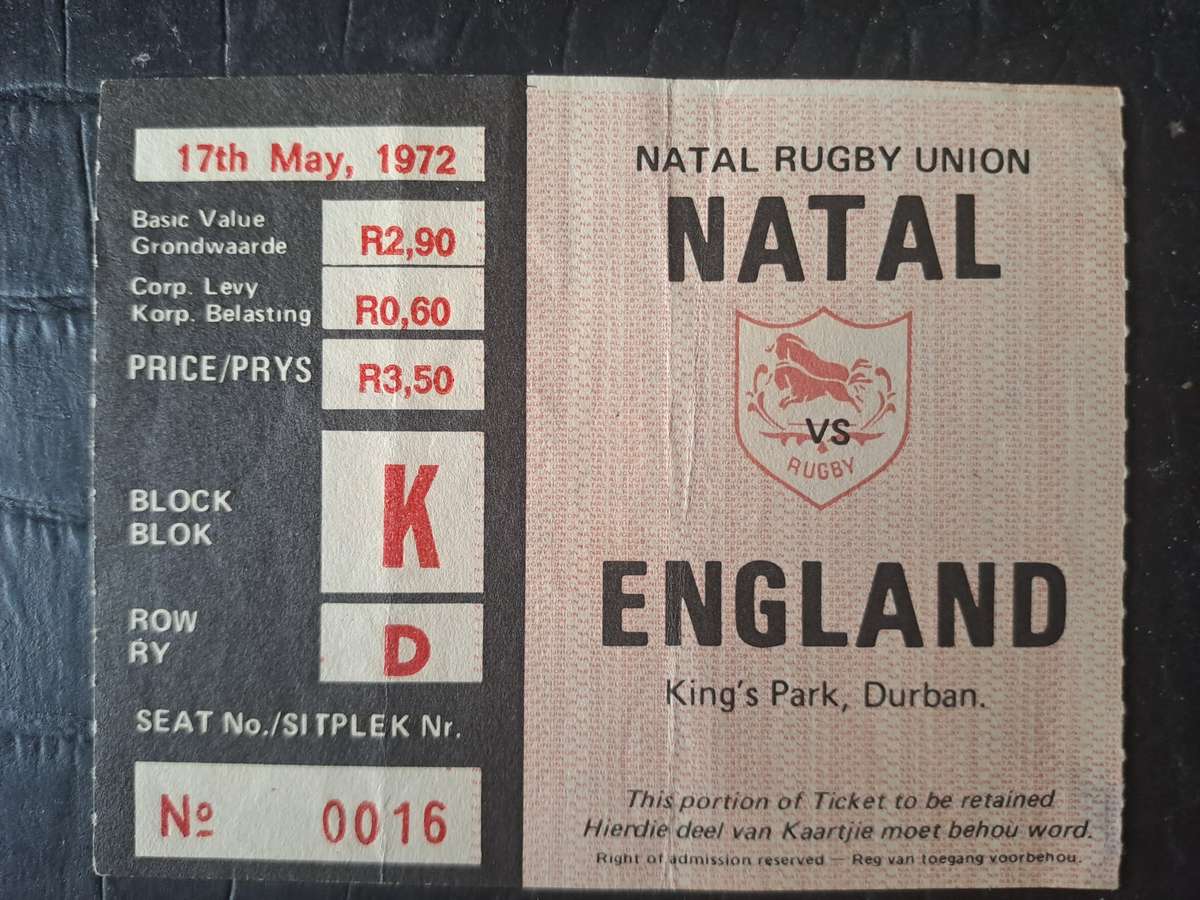 17th May, 1972
Basic Value
Grondwaarde
R2,90
Corp. Levy
Korp. Belasting
R0,60
PRICE/PRYS
R3,50
BLOCK
BLOK
K
ROW
RY
D
SEAT No./SITPLEK Nr.
Nº 0016
NATAL RUGBY UNION
NATAL
VS
RUGBY
ENGLAND
King's Park, Durban.
This portion of Ticket to be retained
Hierdie deel van Kaartjie moet behou word.
Right of admission reserved — Reg van toegang voorbehou.